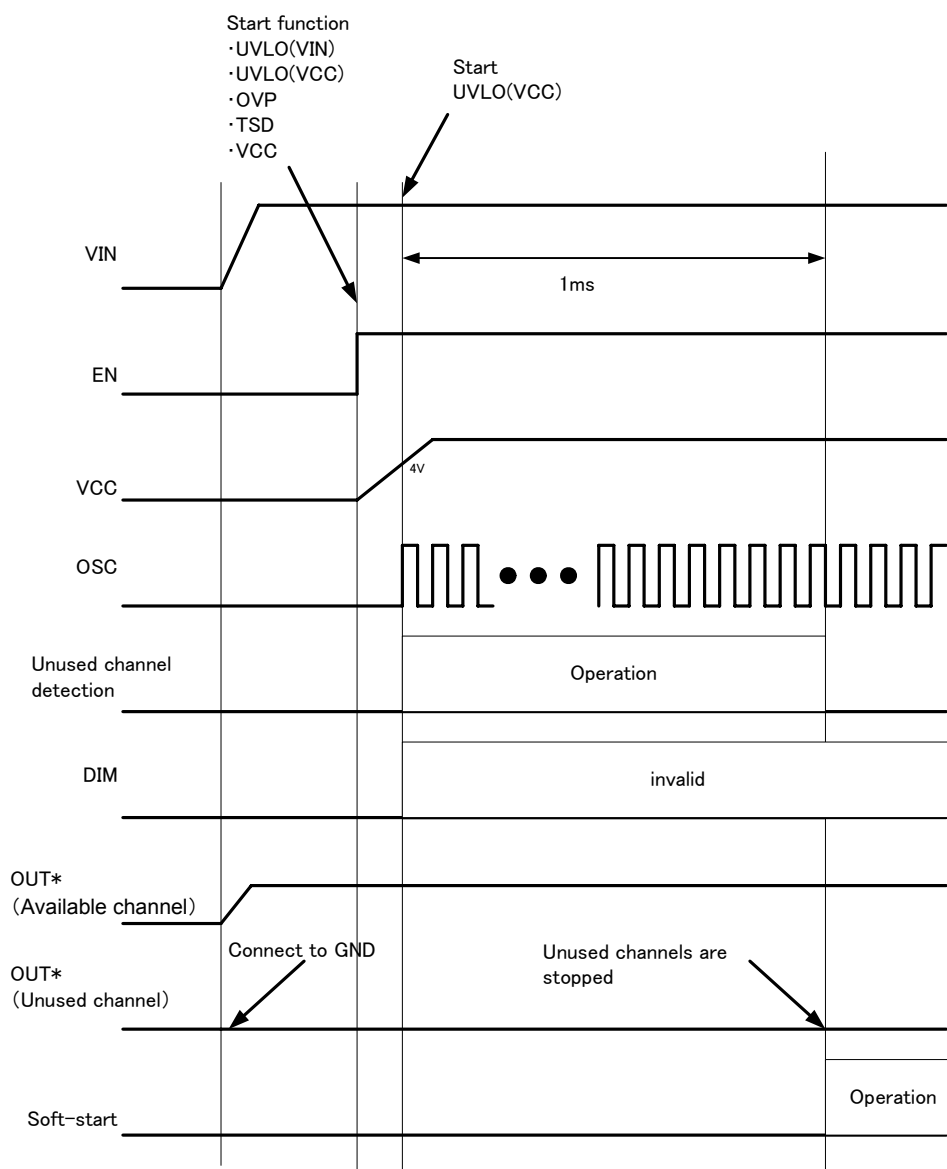 Start function
·UVLO(VIN)
·UVLO(VCC)
·OVP
·TSD
·VCC
Start
UVLO(VCC)
VIN
1ms
EN
4V
VCC
OSC
Unused channel
detection
Operation
DIM
invalid
OUT*
(Available channel)
Connect to GND
Unused channels are
stopped
OUT*
(Unused channel)
Operation
Soft-start